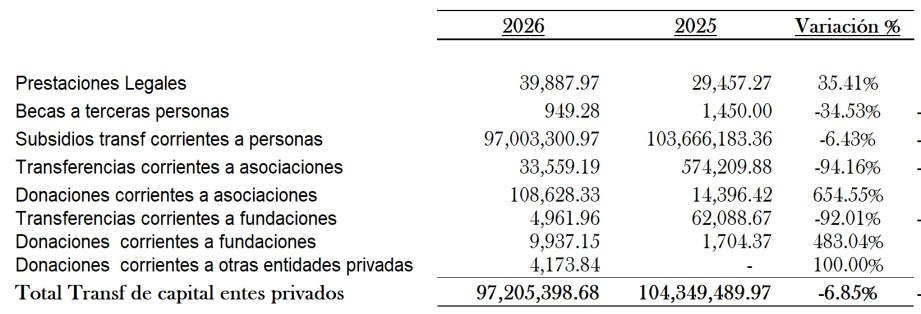 2026 2025 Variación %
Prestaciones Legales 39,887.97 29,457.27 35.41%
Becas a terceras personas 949.28 1,450.00 -34.53% -
Subsidios transf corrientes a personas 97,003,300.97 103,666,183.36 -6.43% -
Transferencias corrientes a asociaciones 33,559.19 574,209.88 -94.16% -
Donaciones corrientes a asociaciones 108,628.33 14,396.42 654.55%
Transferencias corrientes a fundaciones 4,961.96 62,088.67 -92.01% -
Donaciones corrientes a fundaciones 9,937.15 1,704.37 483.04%
Donaciones corrientes a otras entidades privadas 4,173.84 - 100.00%
Total Transf de capital entes privados 97,205,398.68 104,349,489.97 -6.85% -